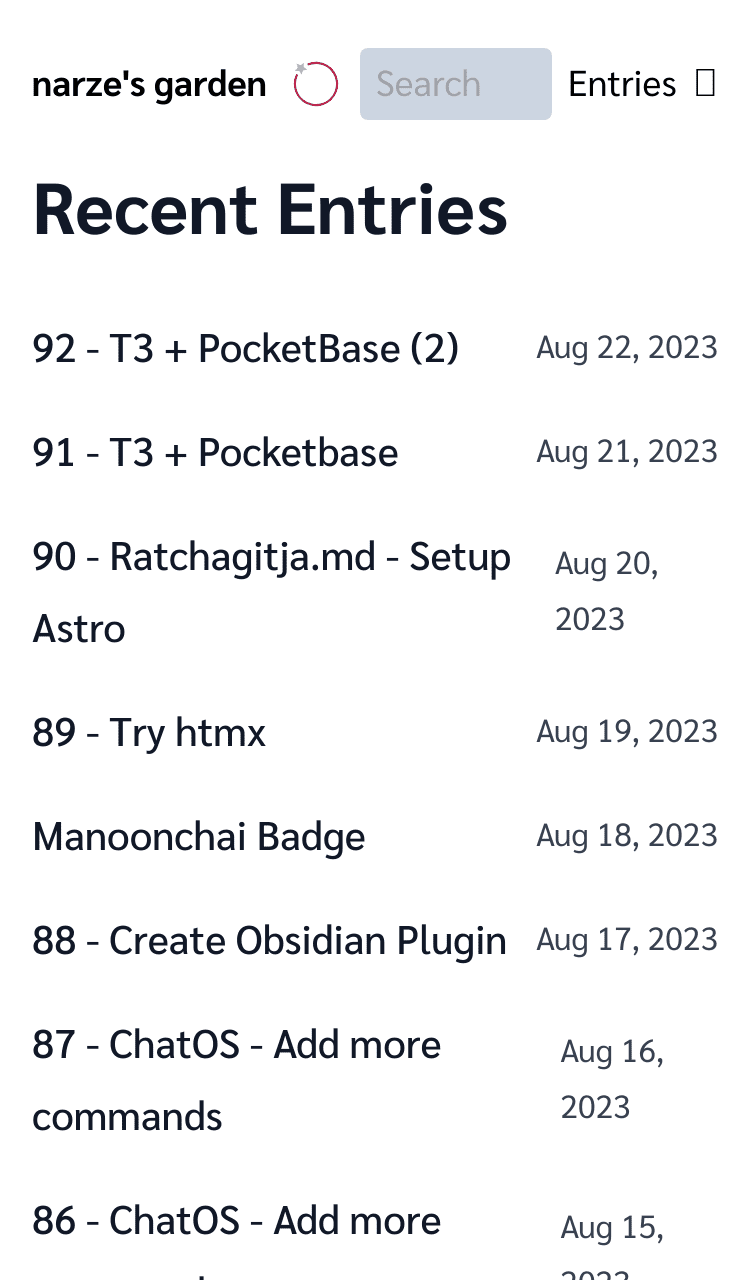 narze's garden Search Entries
Recent Entries
92 - T3 + PocketBase (2) Aug 22, 2023
91 - T3 + Pocketbase Aug 21, 2023
90 - Ratchagitja.md - Setup
Astro
Aug 20,
2023
89 - Try htmx Aug 19, 2023
Manoonchai Badge Aug 18, 2023
88 - Create Obsidian Plugin Aug 17, 2023
87 - ChatOS - Add more
commands
Aug 16,
2023
86 - ChatOS - Add more
Aug 15,